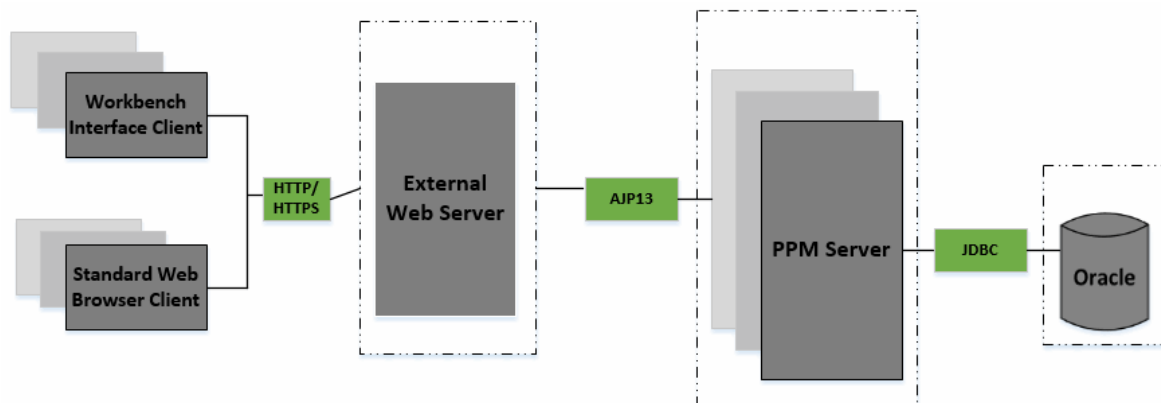 Workbench
Interface Client
Standard Web
Browser Client
HTTP/
HTTPS
External
Web Server
AJP13
PPM Server
JDBC
Oracle